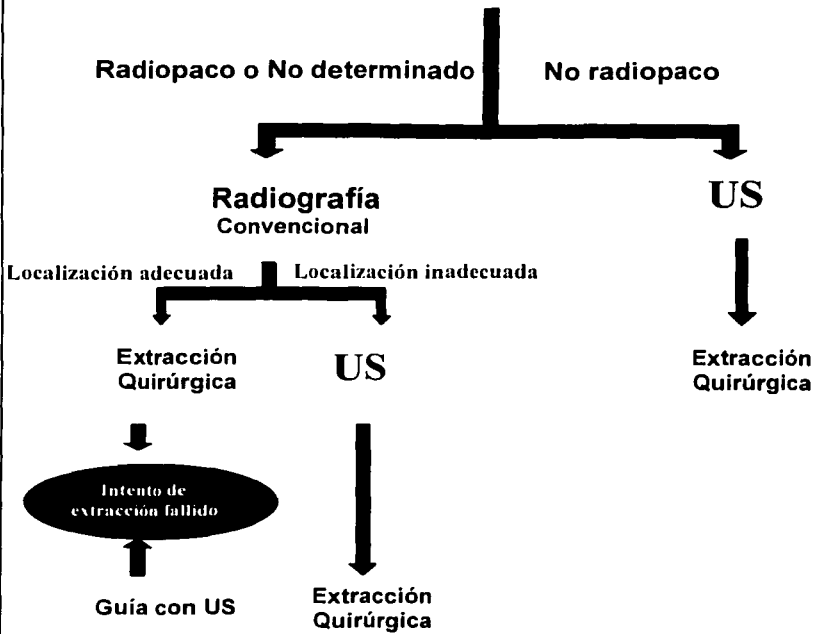 Radiopaco o No determinado
No radiopaco
Radiografía
Convencional
US
Localización adecuada
Localización inadecuada
Extracción
Quirúrgica
US
Extracción
Quirúrgica
Intento de
extracción fallido
Guía con US
Extracción
Quirúrgica